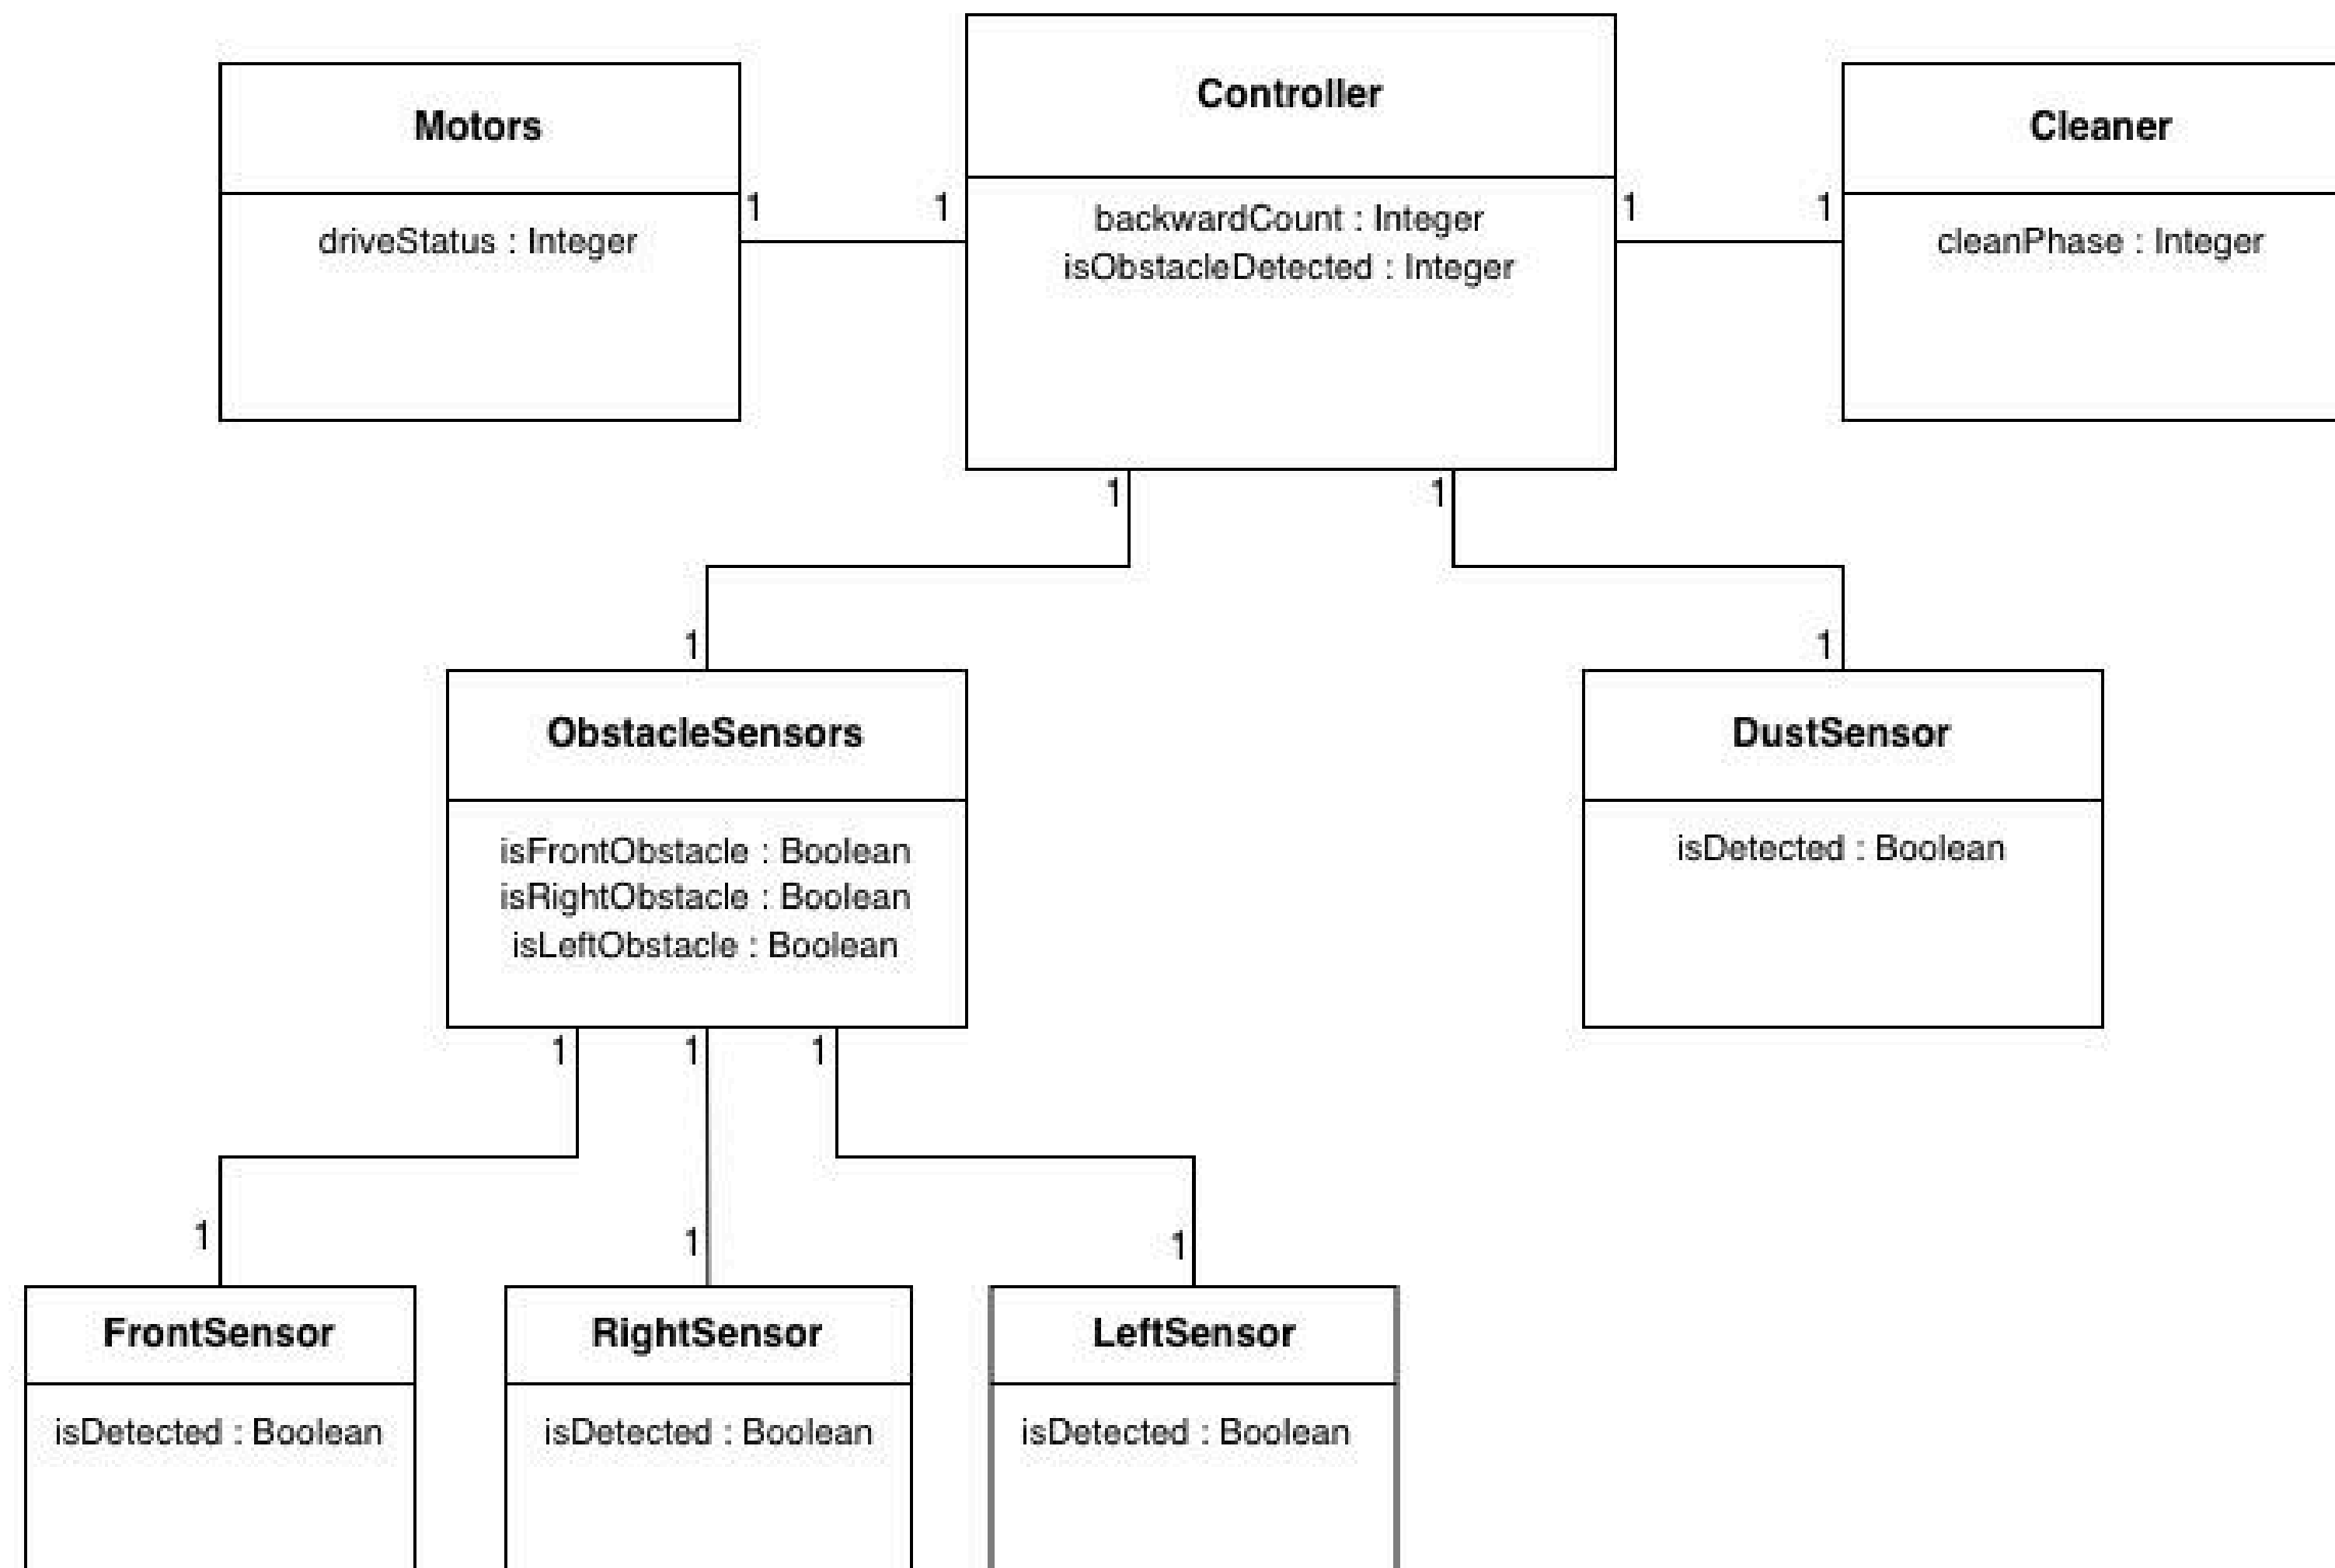 Motors
driveStatus : Integer
1
1
Controller
backwardCount : Integer
isObstacleDetected : Integer
1
1
Cleaner
cleanPhase : Integer
1
1
1
1
ObstacleSensors
isFrontObstacle : Boolean
isRightObstacle : Boolean
isLeftObstacle : Boolean
DustSensor
isDetected : Boolean
1
1
1
1
1
1
FrontSensor
isDetected : Boolean
RightSensor
isDetected : Boolean
LeftSensor
isDetected : Boolean